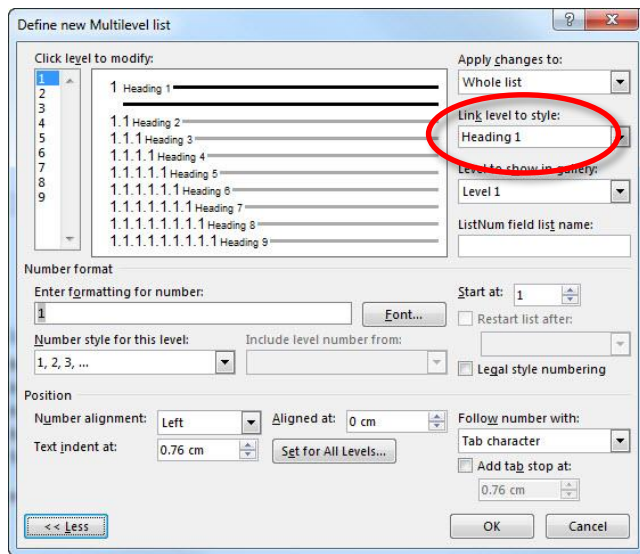 Define new Multilevel list
Click level to modify:
1
2
3
4
5
6
7
8
9
1 Heading 1
1.1 Heading 2
1.1.1 Heading 3
1.1.1.1 Heading 4
1.1.1.1.1 Heading 5
1.1.1.1.1.1 Heading 6
1.1.1.1.1.1.1 Heading 7
1.1.1.1.1.1.1.1 Heading 8
1.1.1.1.1.1.1.1.1 Heading 9
Apply changes to:
Whole list
Link level to style:
Heading 1
Level to show in gallery:
Level 1
ListNum field list name:
Number format
Enter formatting for number:
1
Font...
Number style for this level:
1, 2, 3, ...
Include level number from:
Start at: 1
Restart list after:
Legal style numbering
Position
Number alignment: Left
Aligned at: 0 cm
Text indent at: 0.76 cm
Set for All Levels...
Follow number with:
Tab character
Add tab stop at:
0.76 cm
<< Less
OK
Cancel